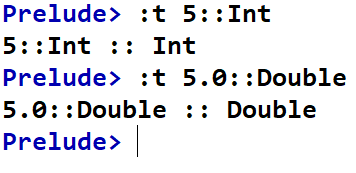 Prelude> :t 5::Int
5::Int :: Int
Prelude> :t 5.0::Double
5.0::Double :: Double
Prelude>